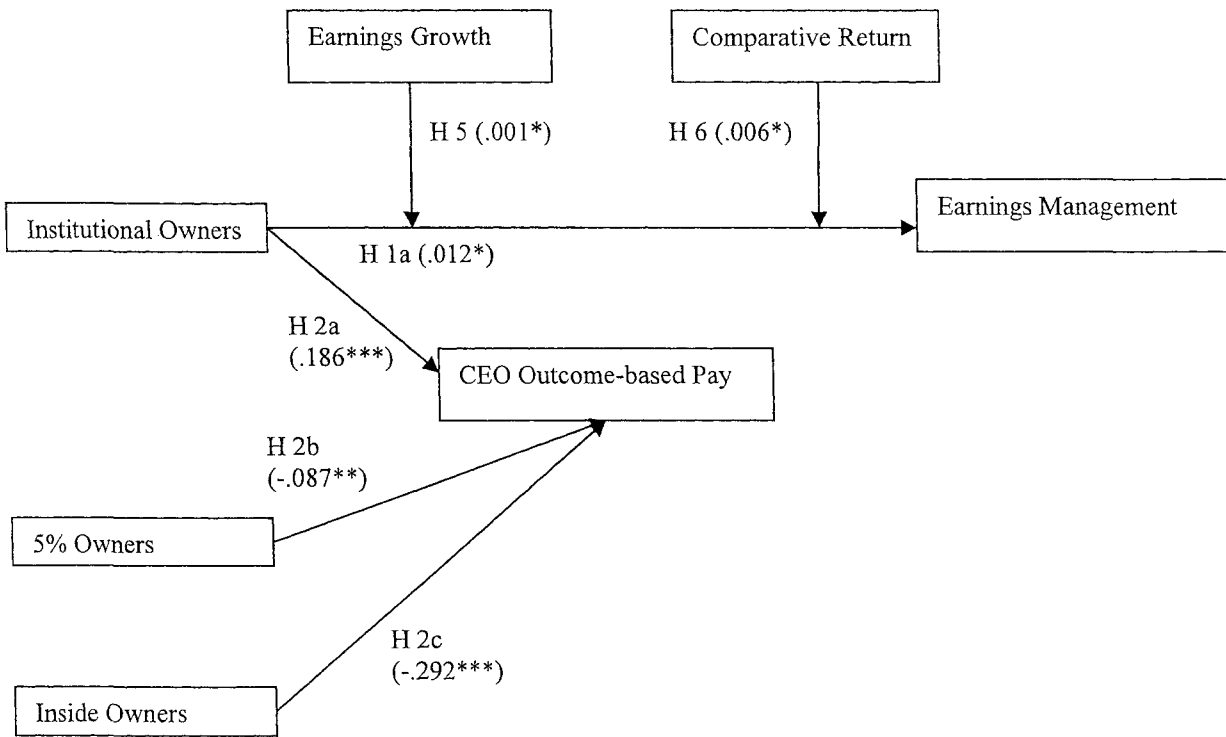 Earnings Growth
Comparative Return
H 5 (.001*)
H 6 (.006*)
Institutional Owners
Earnings Management
H 1a (.012*)
H 2a
(.186***)
CEO Outcome-based Pay
H 2b
(-.087**)
5% Owners
H 2c
(-.292***)
Inside Owners